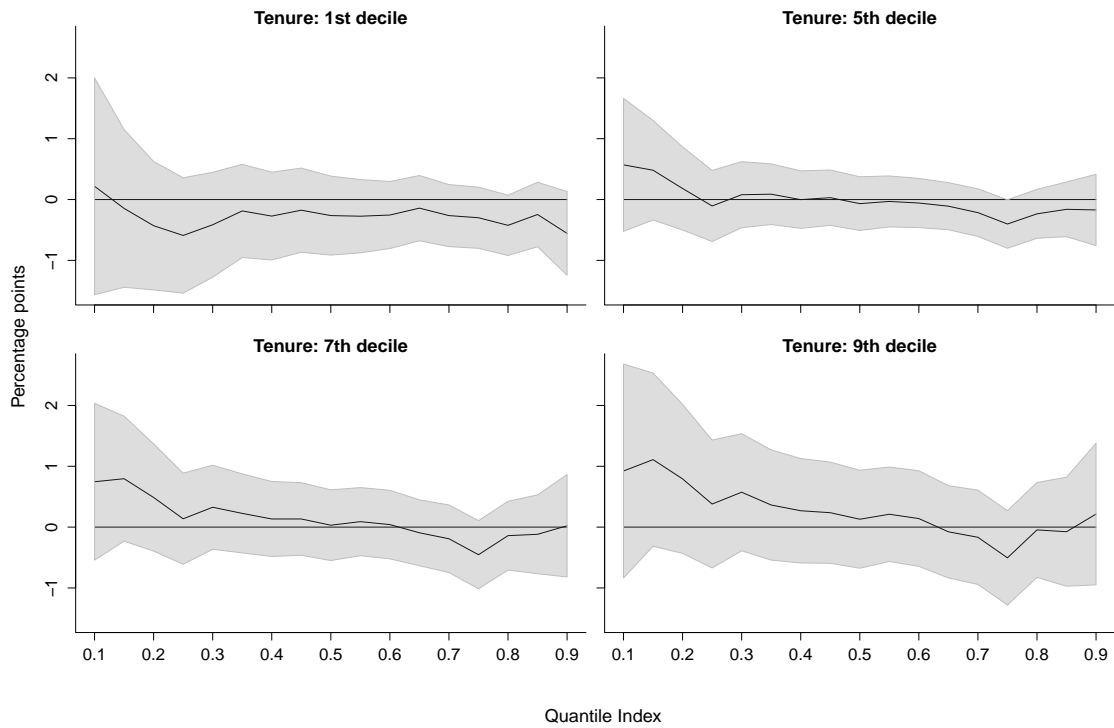 Tenure: 1st decile
Tenure: 5th decile
2
1
0
−1
Tenure: 7th decile
Tenure: 9th decile
2
1
0
−1
0.1 0.2 0.3 0.4 0.5 0.6 0.7 0.8 0.9
0.1 0.2 0.3 0.4 0.5 0.6 0.7 0.8 0.9
Percentage points
Quantile Index